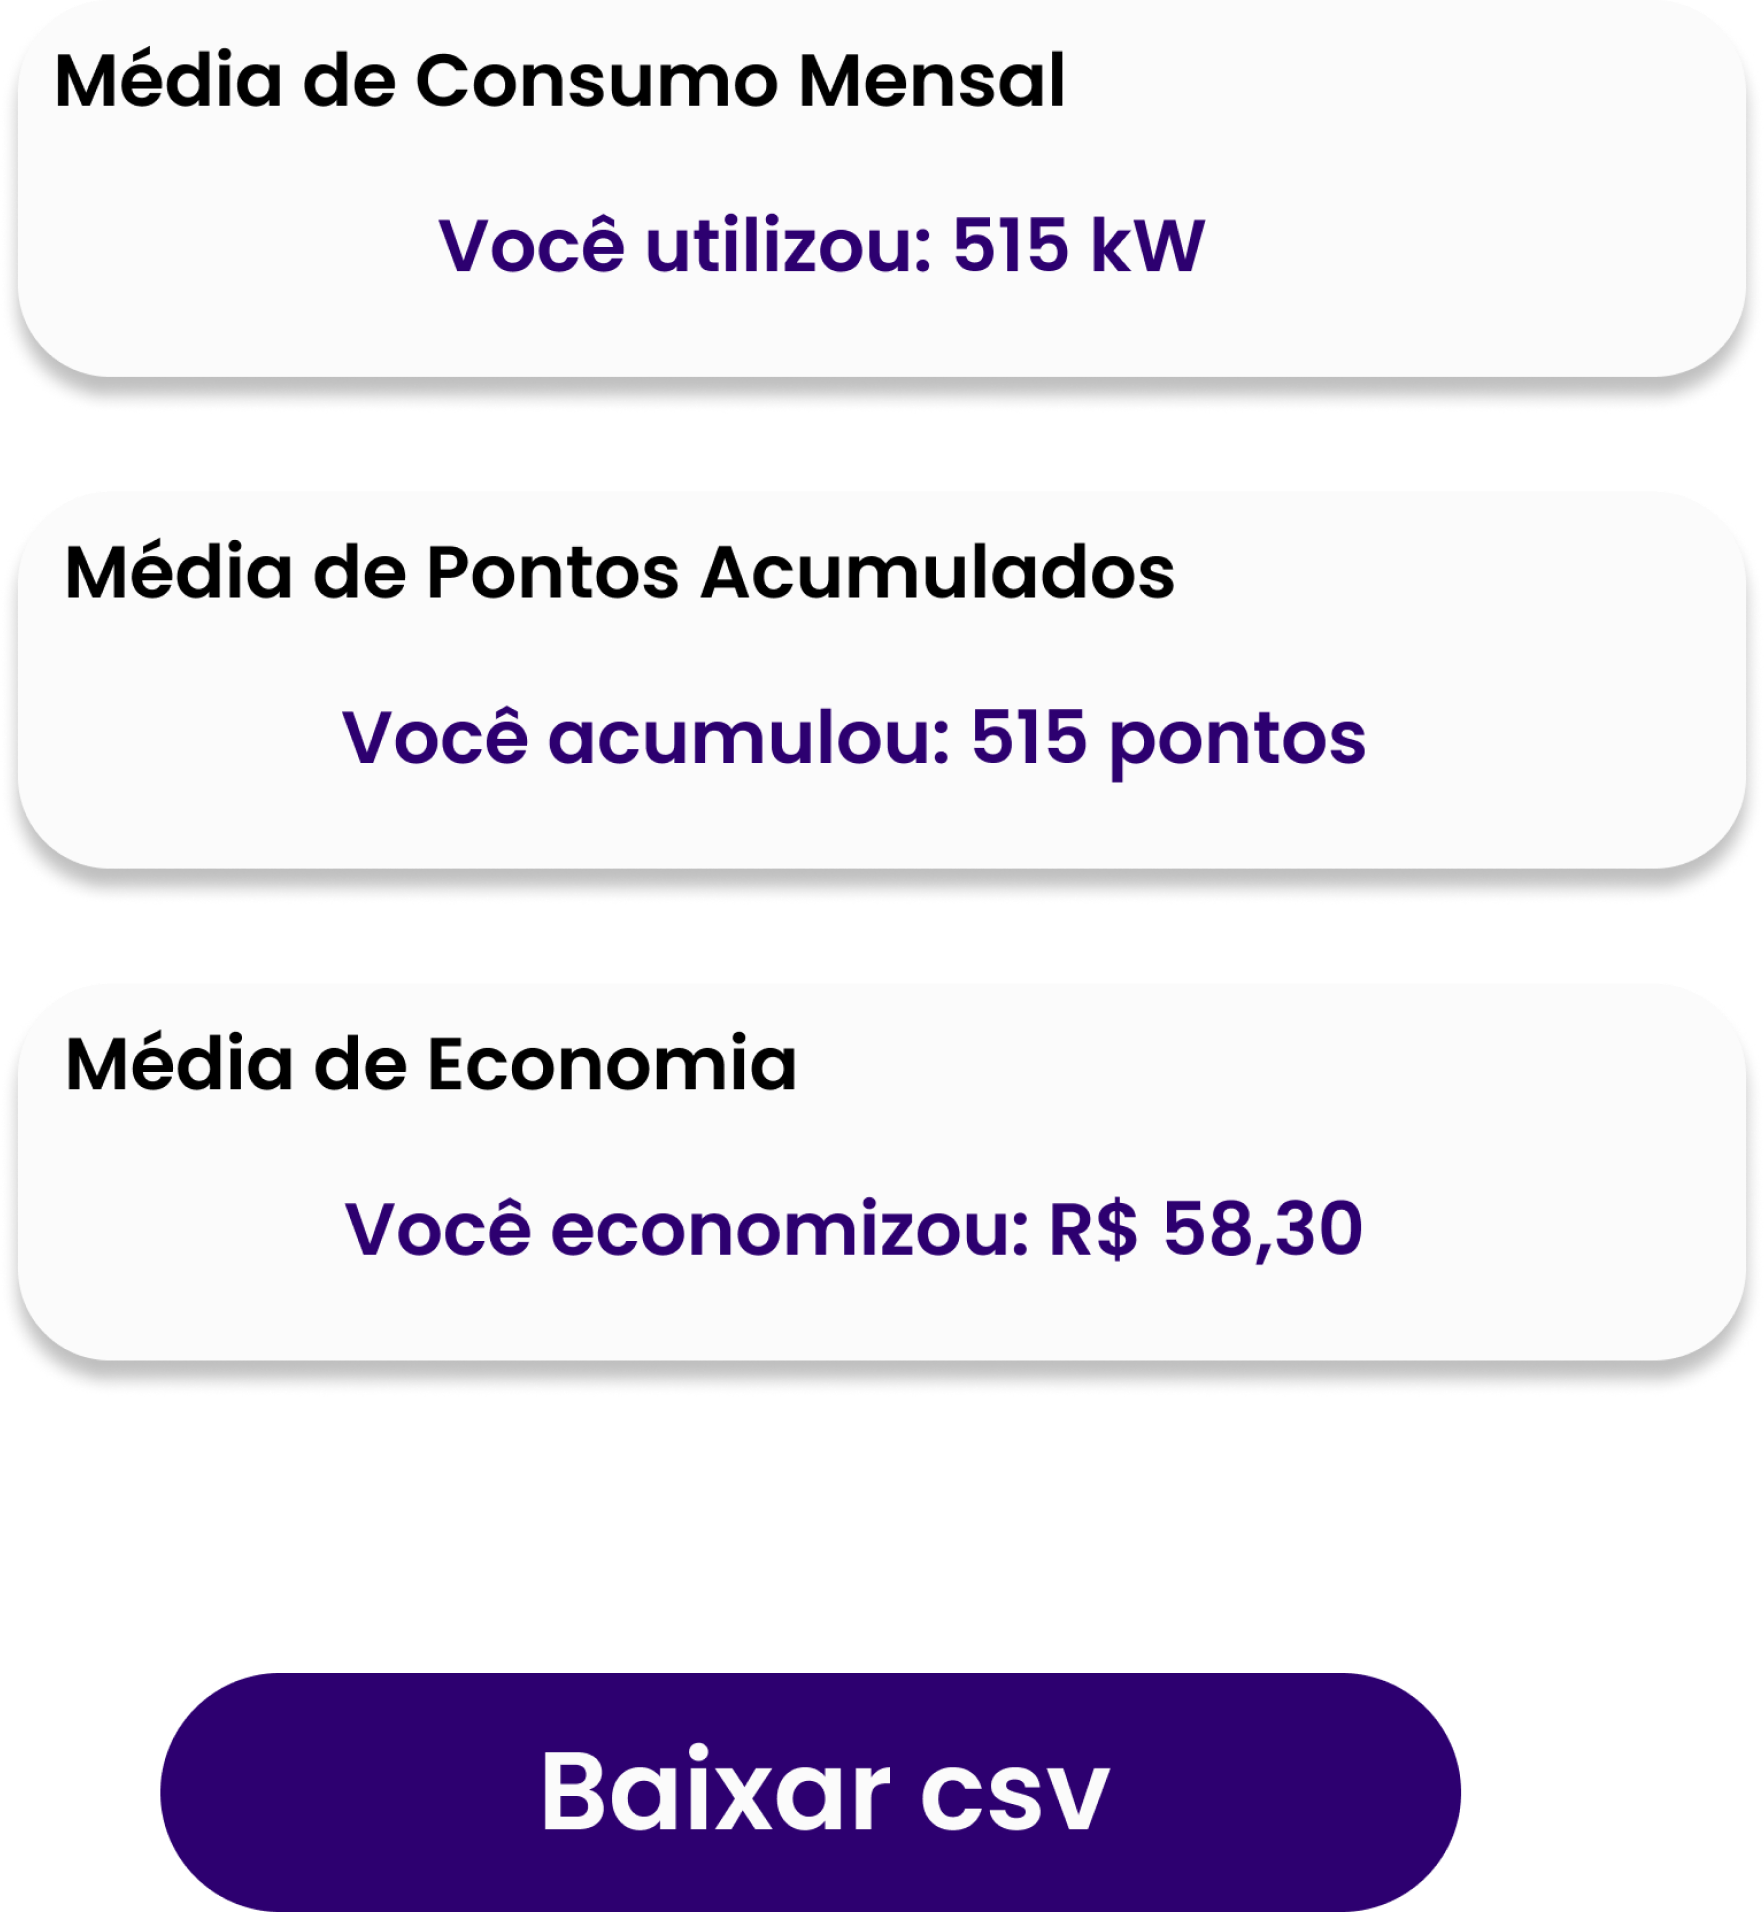 Média de Consumo Mensal
Você utilizou: 515 kW
Média de Pontos Acumulados
Você acumulou: 515 pontos
Média de Economia
Você economizou: R$ 58,30
Baixar csv